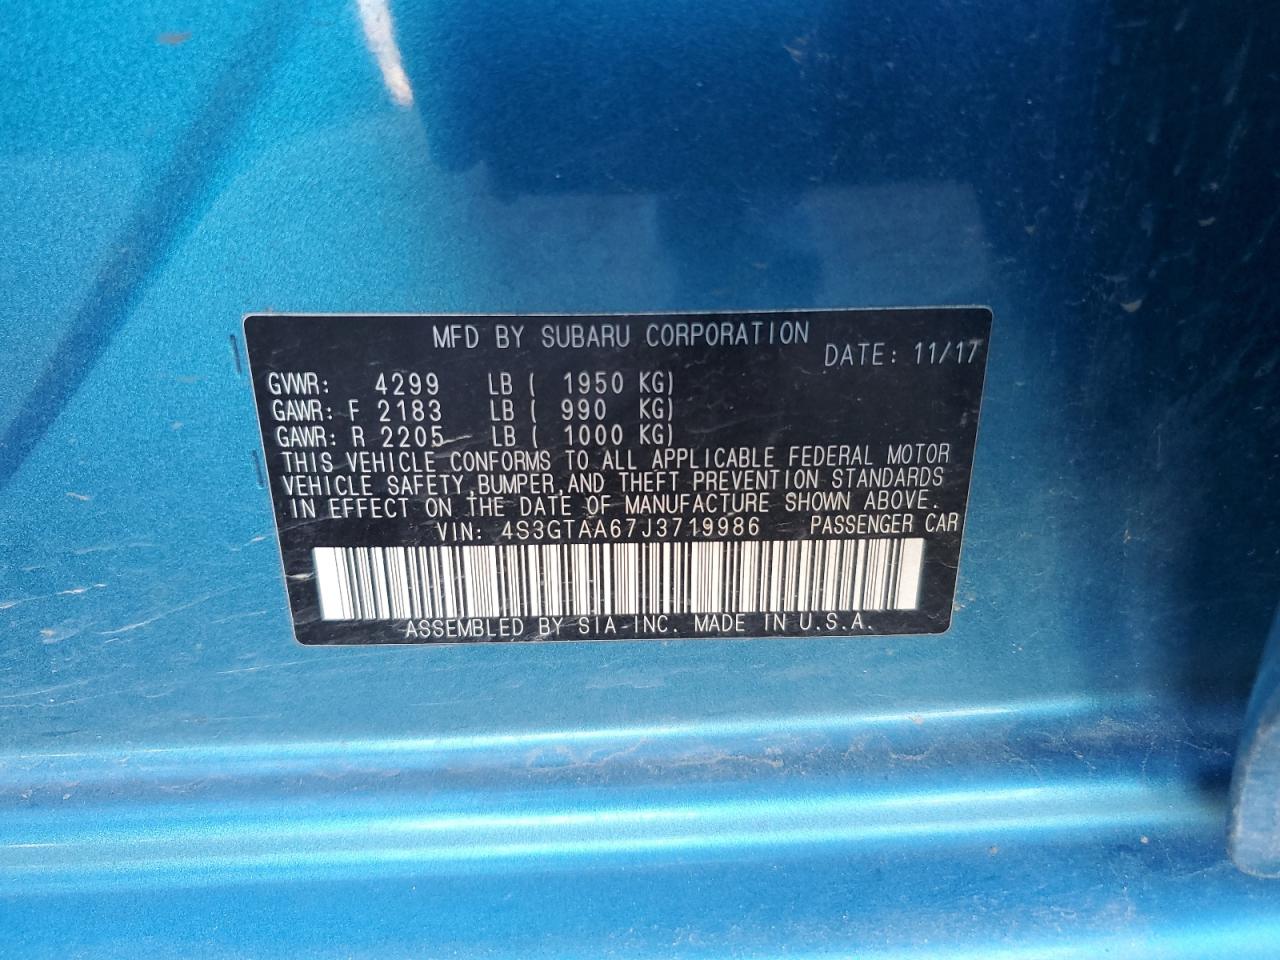 MFD BY SUBARU CORPORATION
DATE: 11/17
GVWR: 4299 LB ( 1950 KG)
GAWR: F 2183 LB ( 990 KG)
GAWR: R 2205 LB ( 1000 KG)
THIS VEHICLE CONFORMS TO ALL APPLICABLE FEDERAL MOTOR
VEHICLE SAFETY,BUMPER,AND THEFT PREVENTION STANDARDS
IN EFFECT ON THE DATE OF MANUFACTURE SHOWN ABOVE.
VIN: 4S3GTAA67J3719986 PASSENGER CAR
ASSEMBLED BY SIA-INC. MADE IN U.S.A.